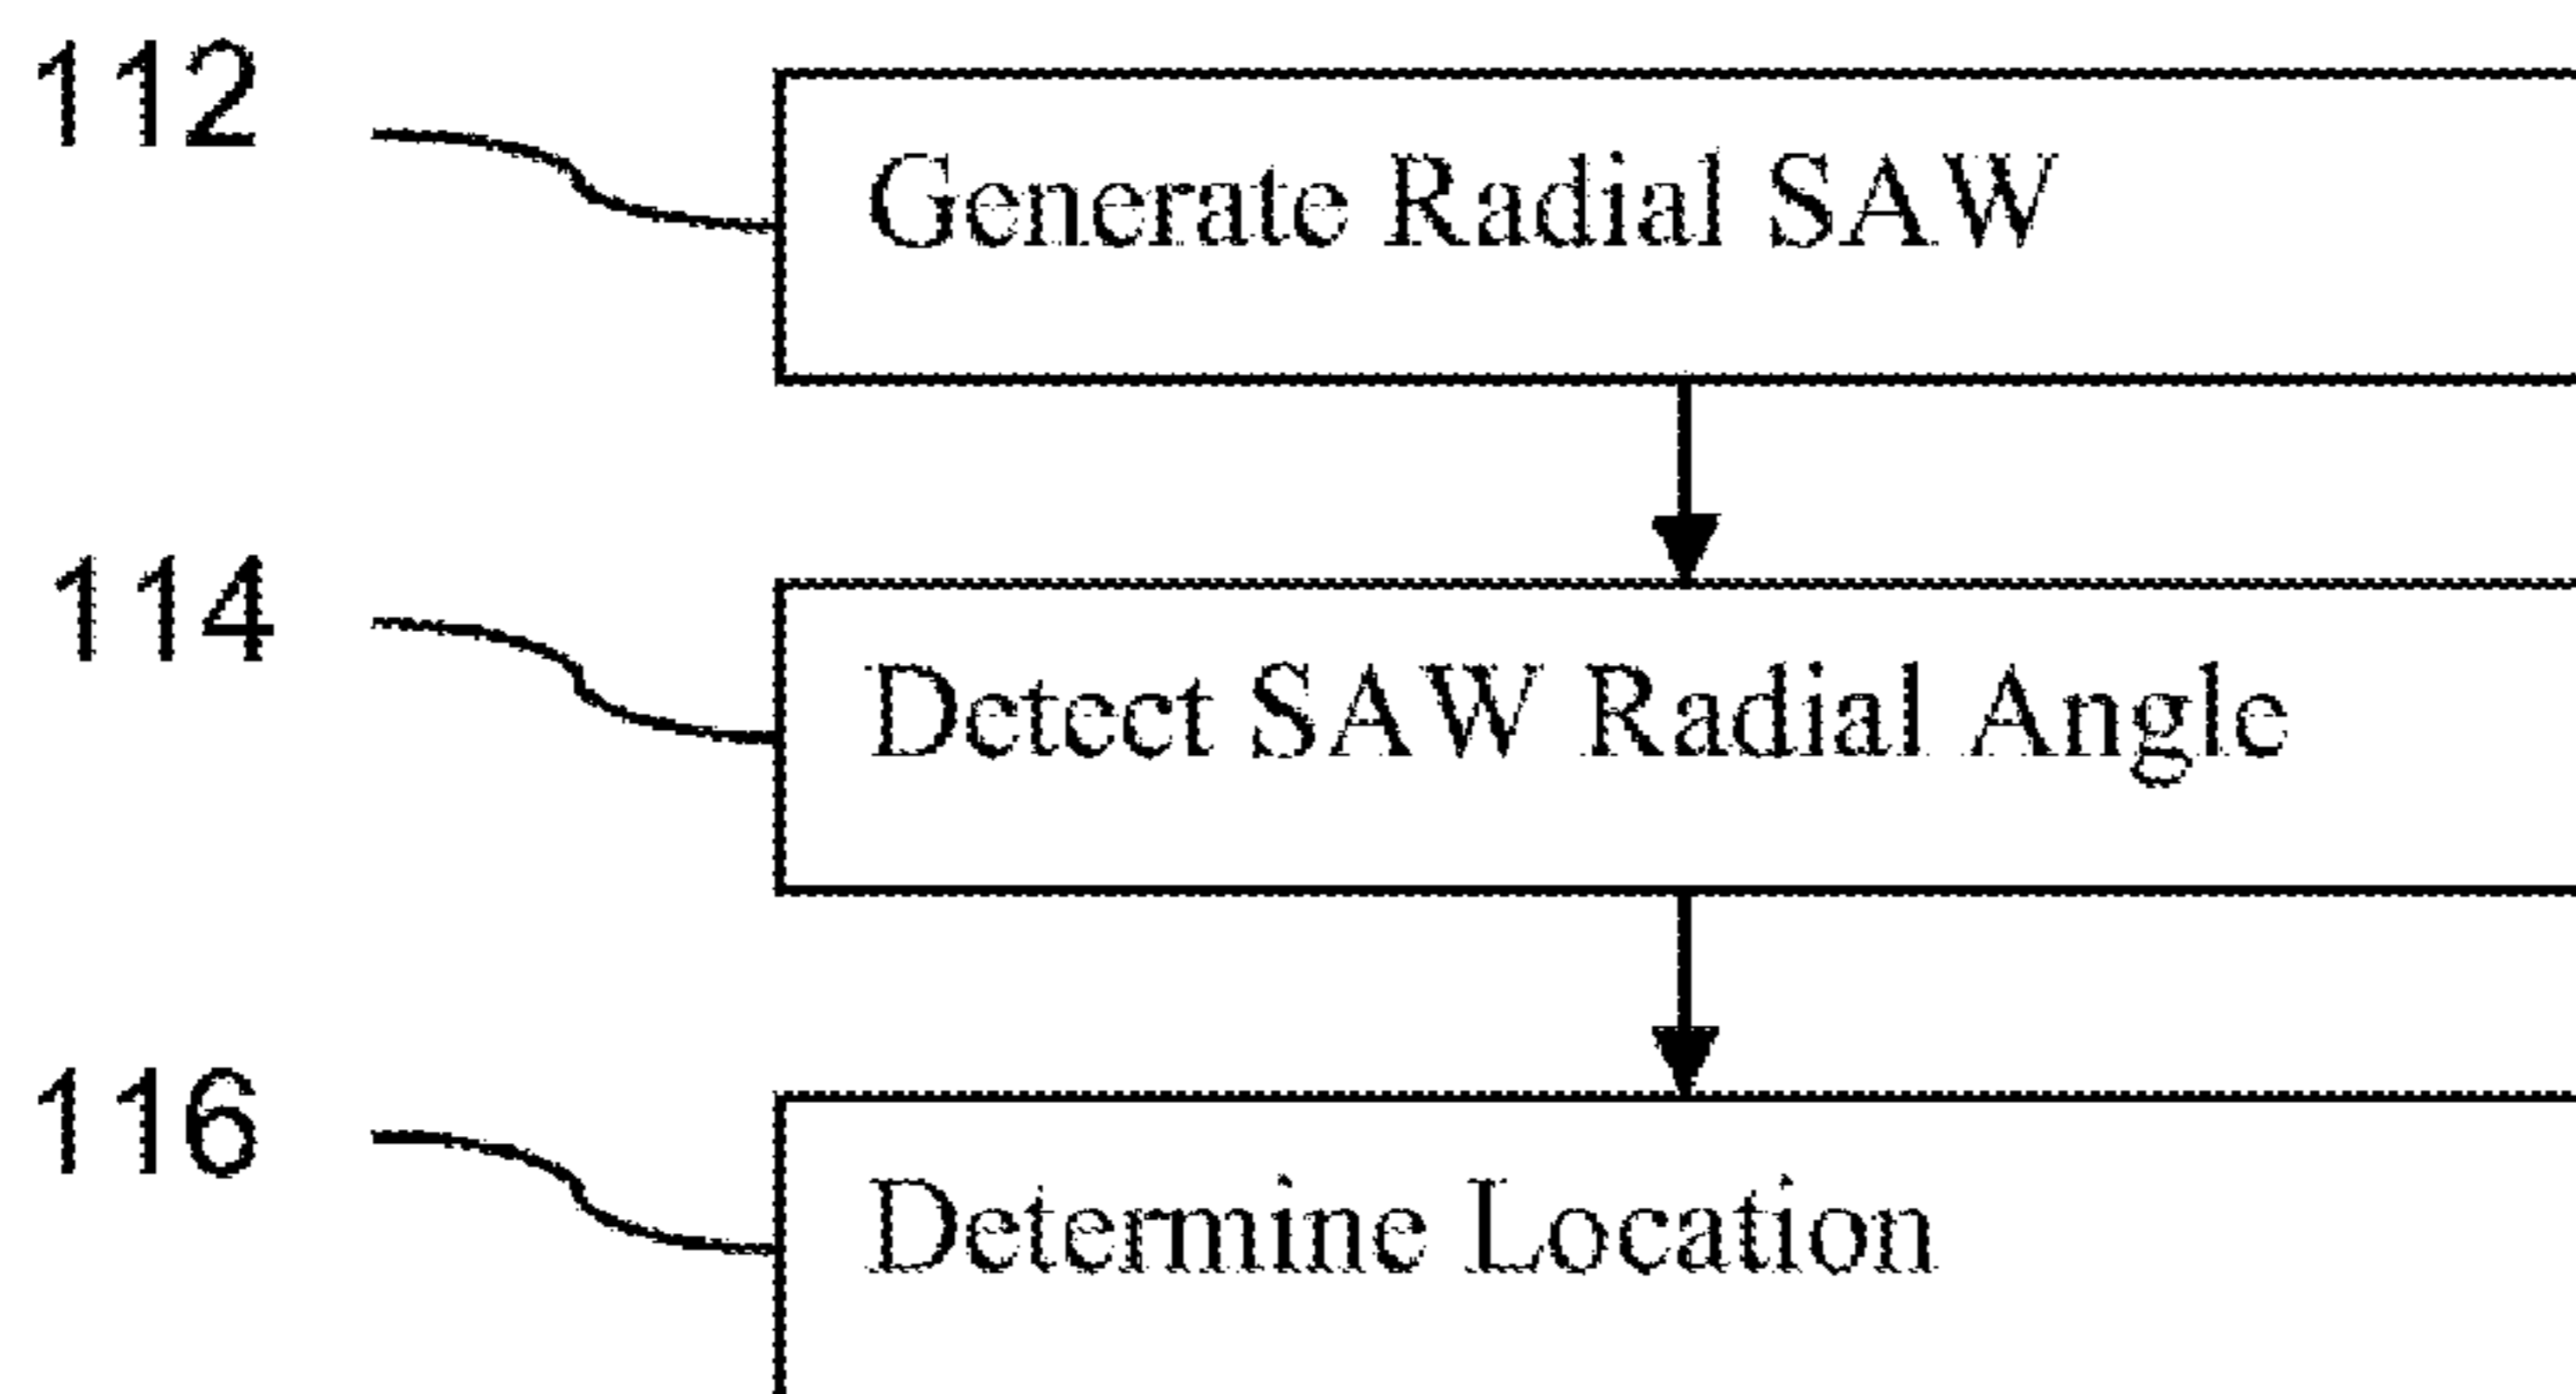 112
Generate Radial SAW
114
Detect SAW Radial Angle
116
Determine Location